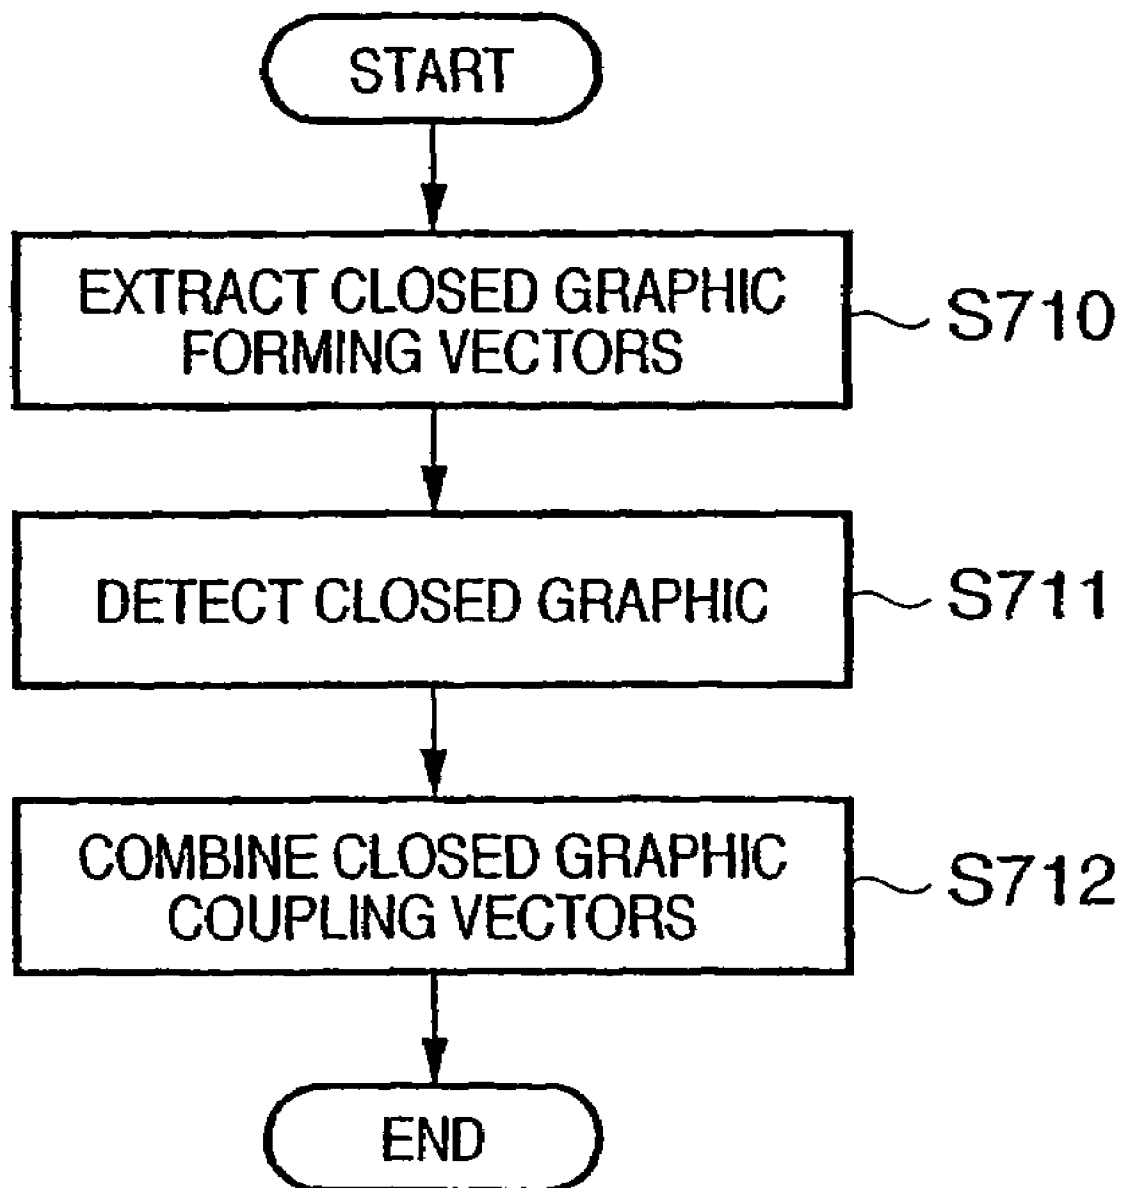 START
EXTRACT CLOSED GRAPHIC
FORMING VECTORS
S710
DETECT CLOSED GRAPHIC
S711
COMBINE CLOSED GRAPHIC
COUPLING VECTORS
S712
END